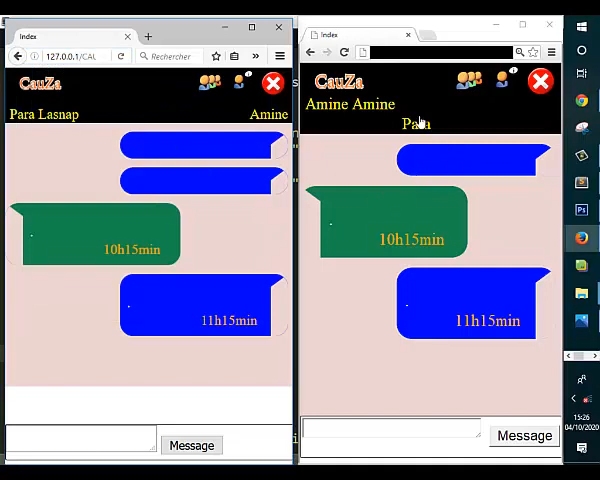 Index
127.0.0.1/CAU
Rechercher
CauZa
Para Lasnap
Amine
10h15min
11h15min
Message
Index
CauZa
Amine Amine
Para
10h15min
11h15min
Message
15:26
04/10/2020